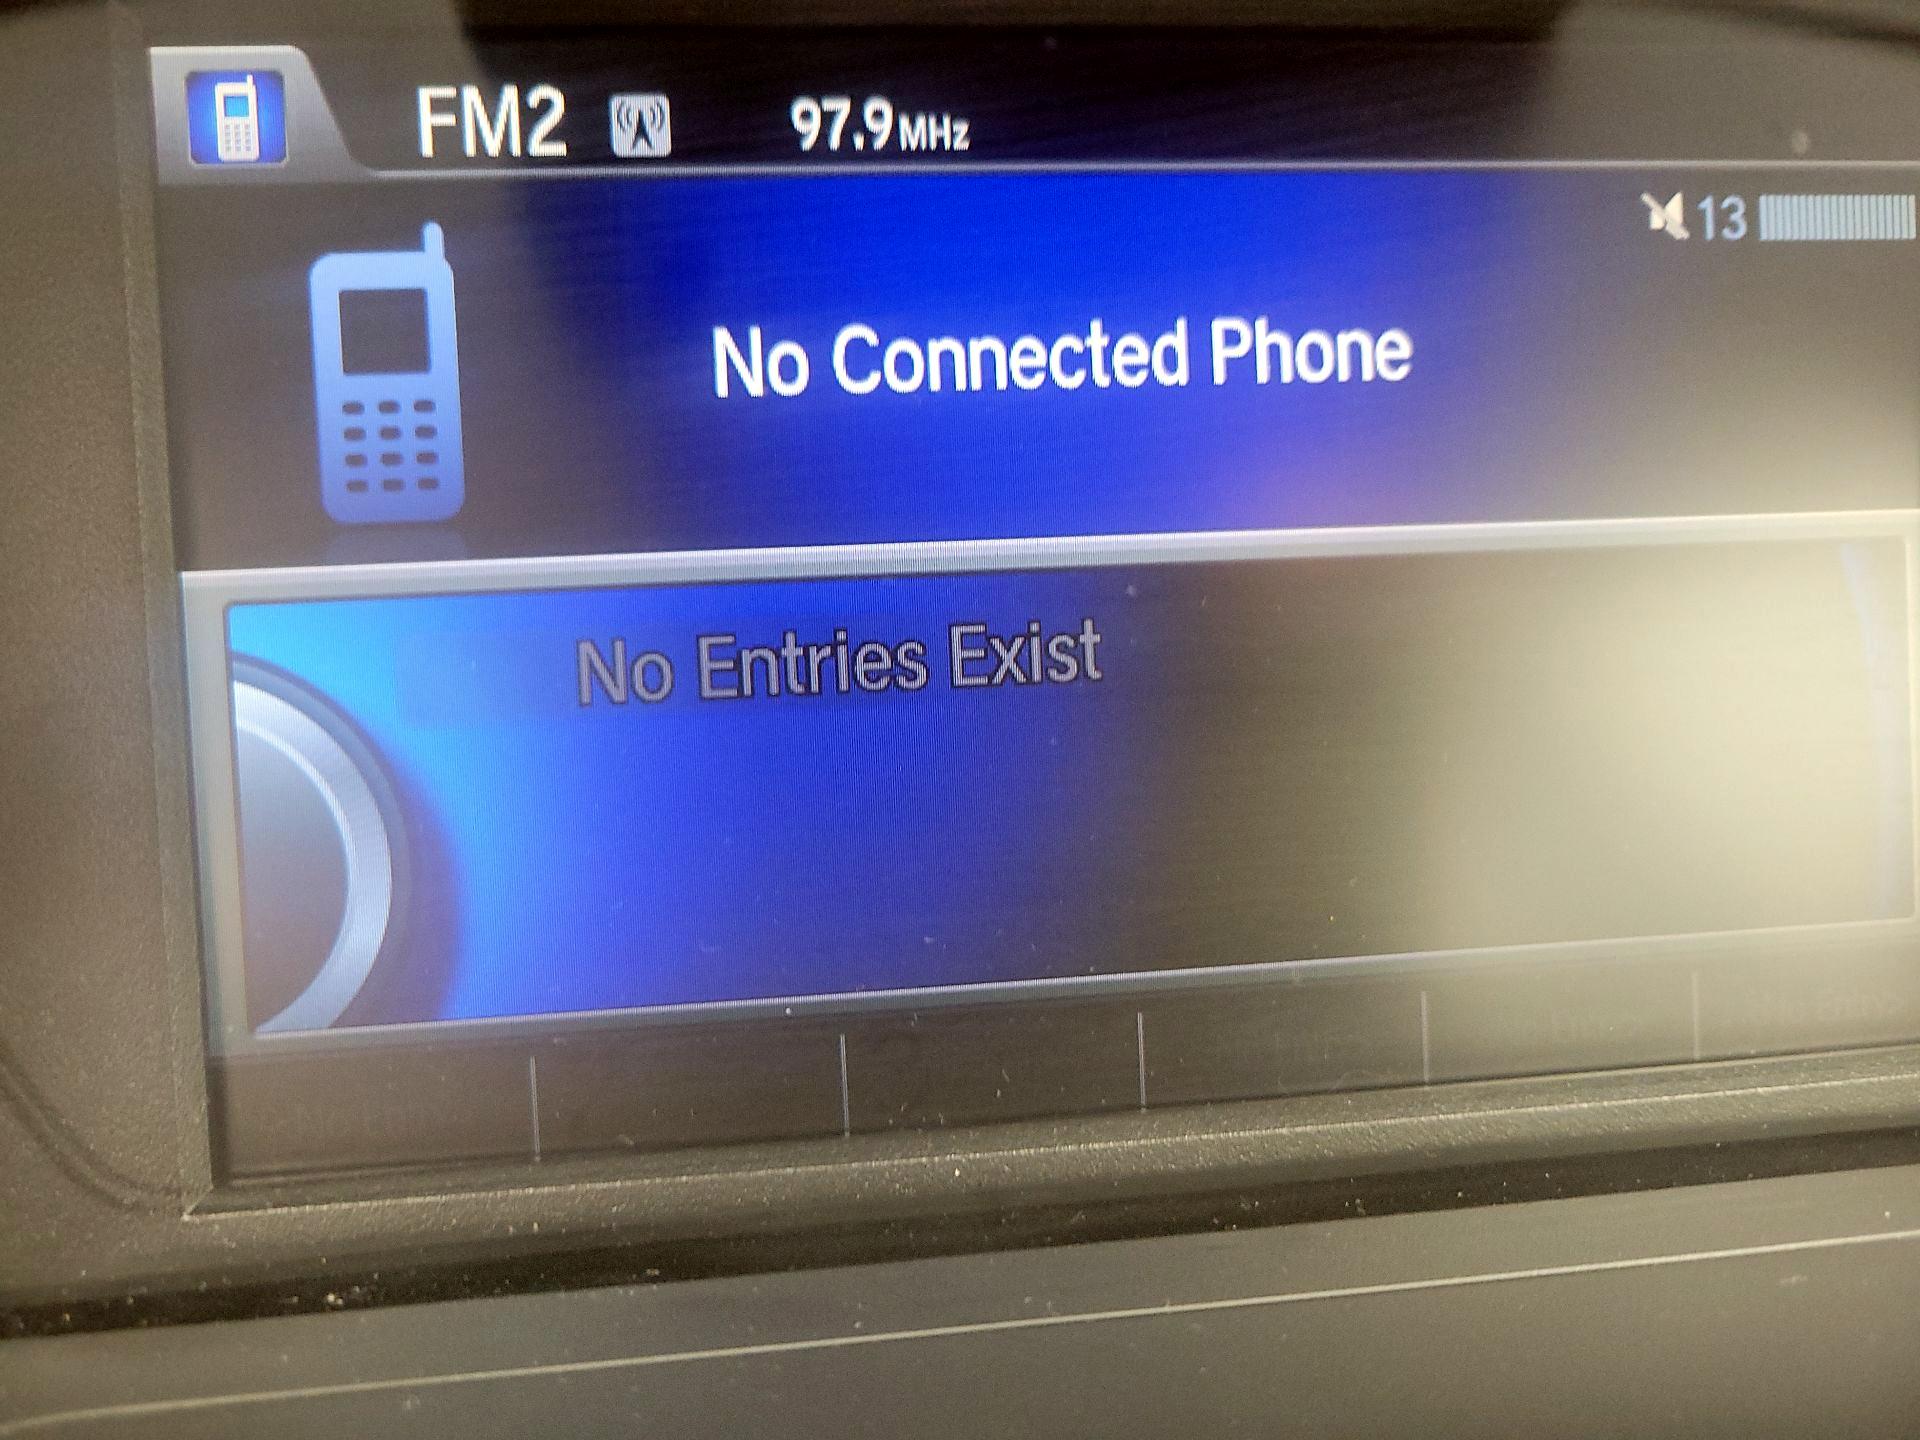 FM2 97.9MHz
13
No Connected Phone
No Entries Exist